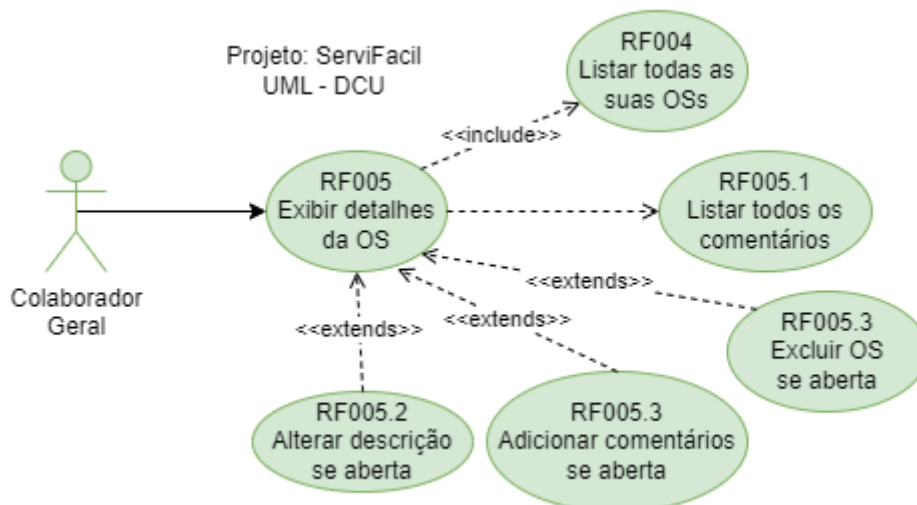 Projeto: ServiFacil
UML - DCU
RF004
Listar todas as
suas OSs
<<include>>
RF005
Exibir detalhes
da OS
RF005.1
Listar todos os
comentários
Colaborador
Geral
<<extends>>
<<extends>>
<<extends>>
RF005.3
Excluir OS
se aberta
RF005.2
Alterar descrição
se aberta
RF005.3
Adicionar comentários
se aberta